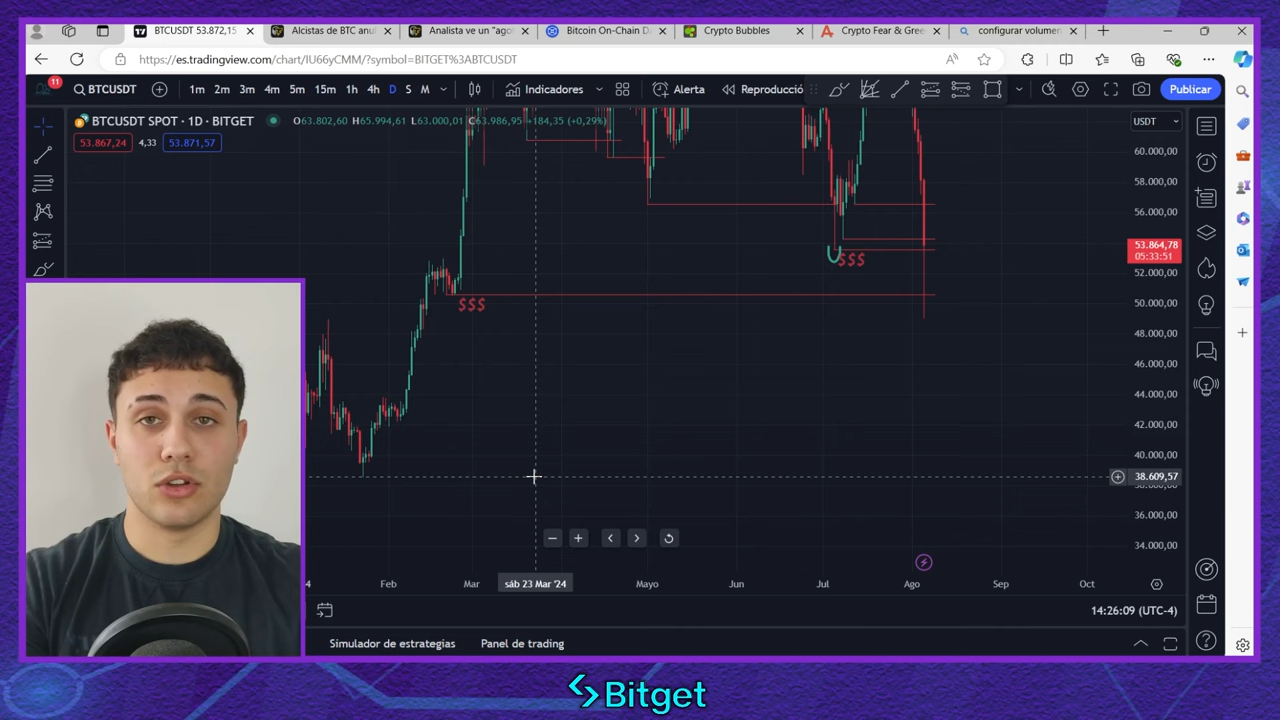 BTCUSDT 53.872,15
Alcistas de BTC anul
Analista ve un "ago
Bitcoin On-Chain D
Crypto Bubbles
Crypto Fear & Gree
configurar volumen
https://es.tradingview.com/chart/IU66yCMM/?symbol=BITGET%3ABTCUSDT
11
BTCUSDT
1m 2m 3m 4m 5m 15m 1h 4h D S M
Indicadores
Alerta
Reproducció
Publicar
BTCUSDT SPOT · 1D · BITGET
O63.802,60 H65.994,61 L63.000,01 C63.986,95 +184,35 (+0,29%)
USDT
53.867,24 4,33 53.871,57
60.000,00
58.000,00
56.000,00
53.864,78
05:33:51
52.000,00
50.000,00
48.000,00
46.000,00
44.000,00
42.000,00
40.000,00
38.609,57
36.000,00
34.000,00
$$$
$$$
4 Feb Mar sáb 23 Mar '24 Mayo Jun Jul Ago Sep Oct
14:26:09 (UTC-4)
Simulador de estrategias Panel de trading
Bitget